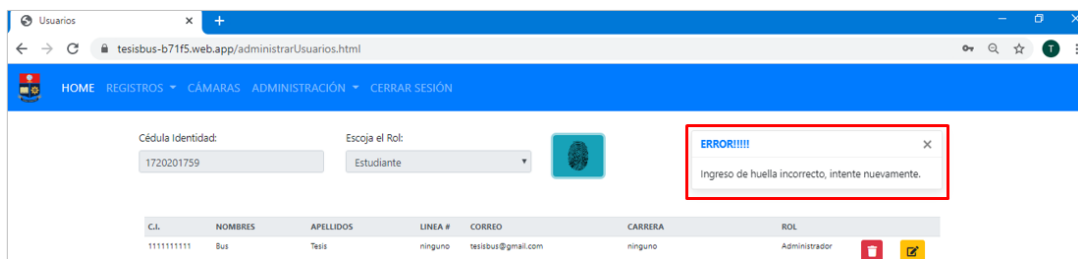 Usuarios
tesisbus-b71f5.web.app/administrarUsuarios.html
T
HOME REGISTROS CÁMARAS ADMINISTRACIÓN CERRAR SESIÓN
Cédula Identidad: Escoja el Rol:
1720201759 Estudiante
ERROR!!!!!
Ingreso de huella incorrecto, intente nuevamente.
C.I. NOMBRES APELLIDOS LINEA # CORREO CARRERA ROL
1111111111 Bus Tesis ninguno tesisbus@gmail.com ninguno Administrador